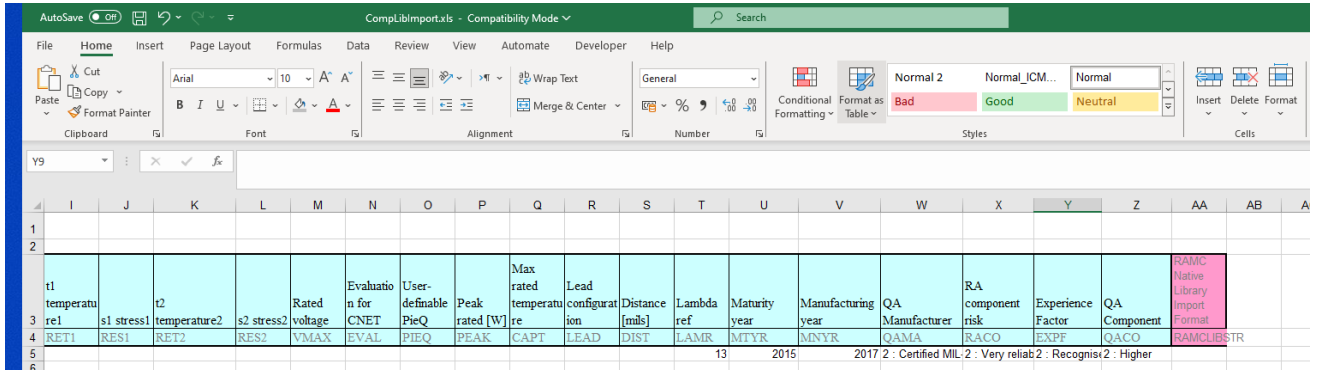 AutoSave Off CompLibImport.xls - Compatibility Mode Search
File Home Insert Page Layout Formulas Data Review View Automate Developer Help
Cut
Copy
Format Painter
Paste
Arial 10 A^ A˅
B I U A
ab Wrap Text
Merge & Center
General
% 9 .00
Conditional Formatting
Format as Table
Normal 2 Normal_ICM... Normal
Bad Good Neutral
Insert Delete Format
Clipboard Font Alignment Number Styles Cells
Y9 fx
I J K L M N O P Q R S T U V W X Y Z AA AB
1
2
3
t1 temperatu re1
s1 stress1
t2 temperature2
s2 stress2
Rated voltage
Evaluatio n for CNET
User- definable PieQ
Peak rated [W]
Max rated temperatu re
Lead configurat ion
Distance [mils]
Lambda ref
Maturity year
Manufacturing year
QA Manufacturer
RA component risk
Experience Factor
QA Component
RAMC Native Library Import Format
4 RET1 RES1 RET2 RES2 VMAX EVAL PIEQ PEAK CAPT LEAD DIST LAMR MTYR MNYR QAMA RACO EXPF QACO RAMCLIBSTR
5 13 2015 2017 2 : Certified MIL- 2 : Very reliab 2 : Recognise 2 : Higher
6